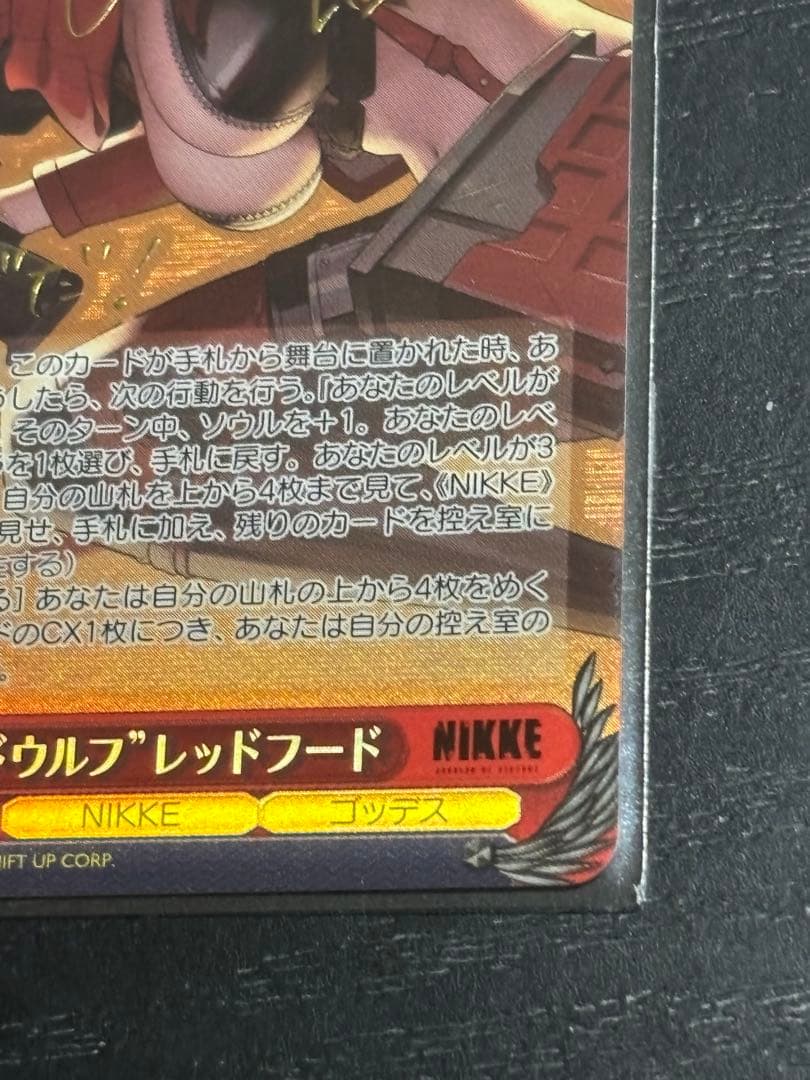 このカードが手札から舞台に置かれた時、あ
したら、次の行動を行う。『あなたのレベルが
そのターン中、ソウルを＋1。あなたのレベ
を1枚選び、手札に戻す。あなたのレベルが3
自分の山札を上から4枚まで見て、《NIKKE》
見せ、手札に加え、残りのカードを控え室に
する）
る］あなたは自分の山札の上から4枚をめく
ドのCX1枚につき、あなたは自分の控え室の
。
ドウルフ”レッドフード
NIKKE
NIKKE ゴッデス
IFT UP CORP.